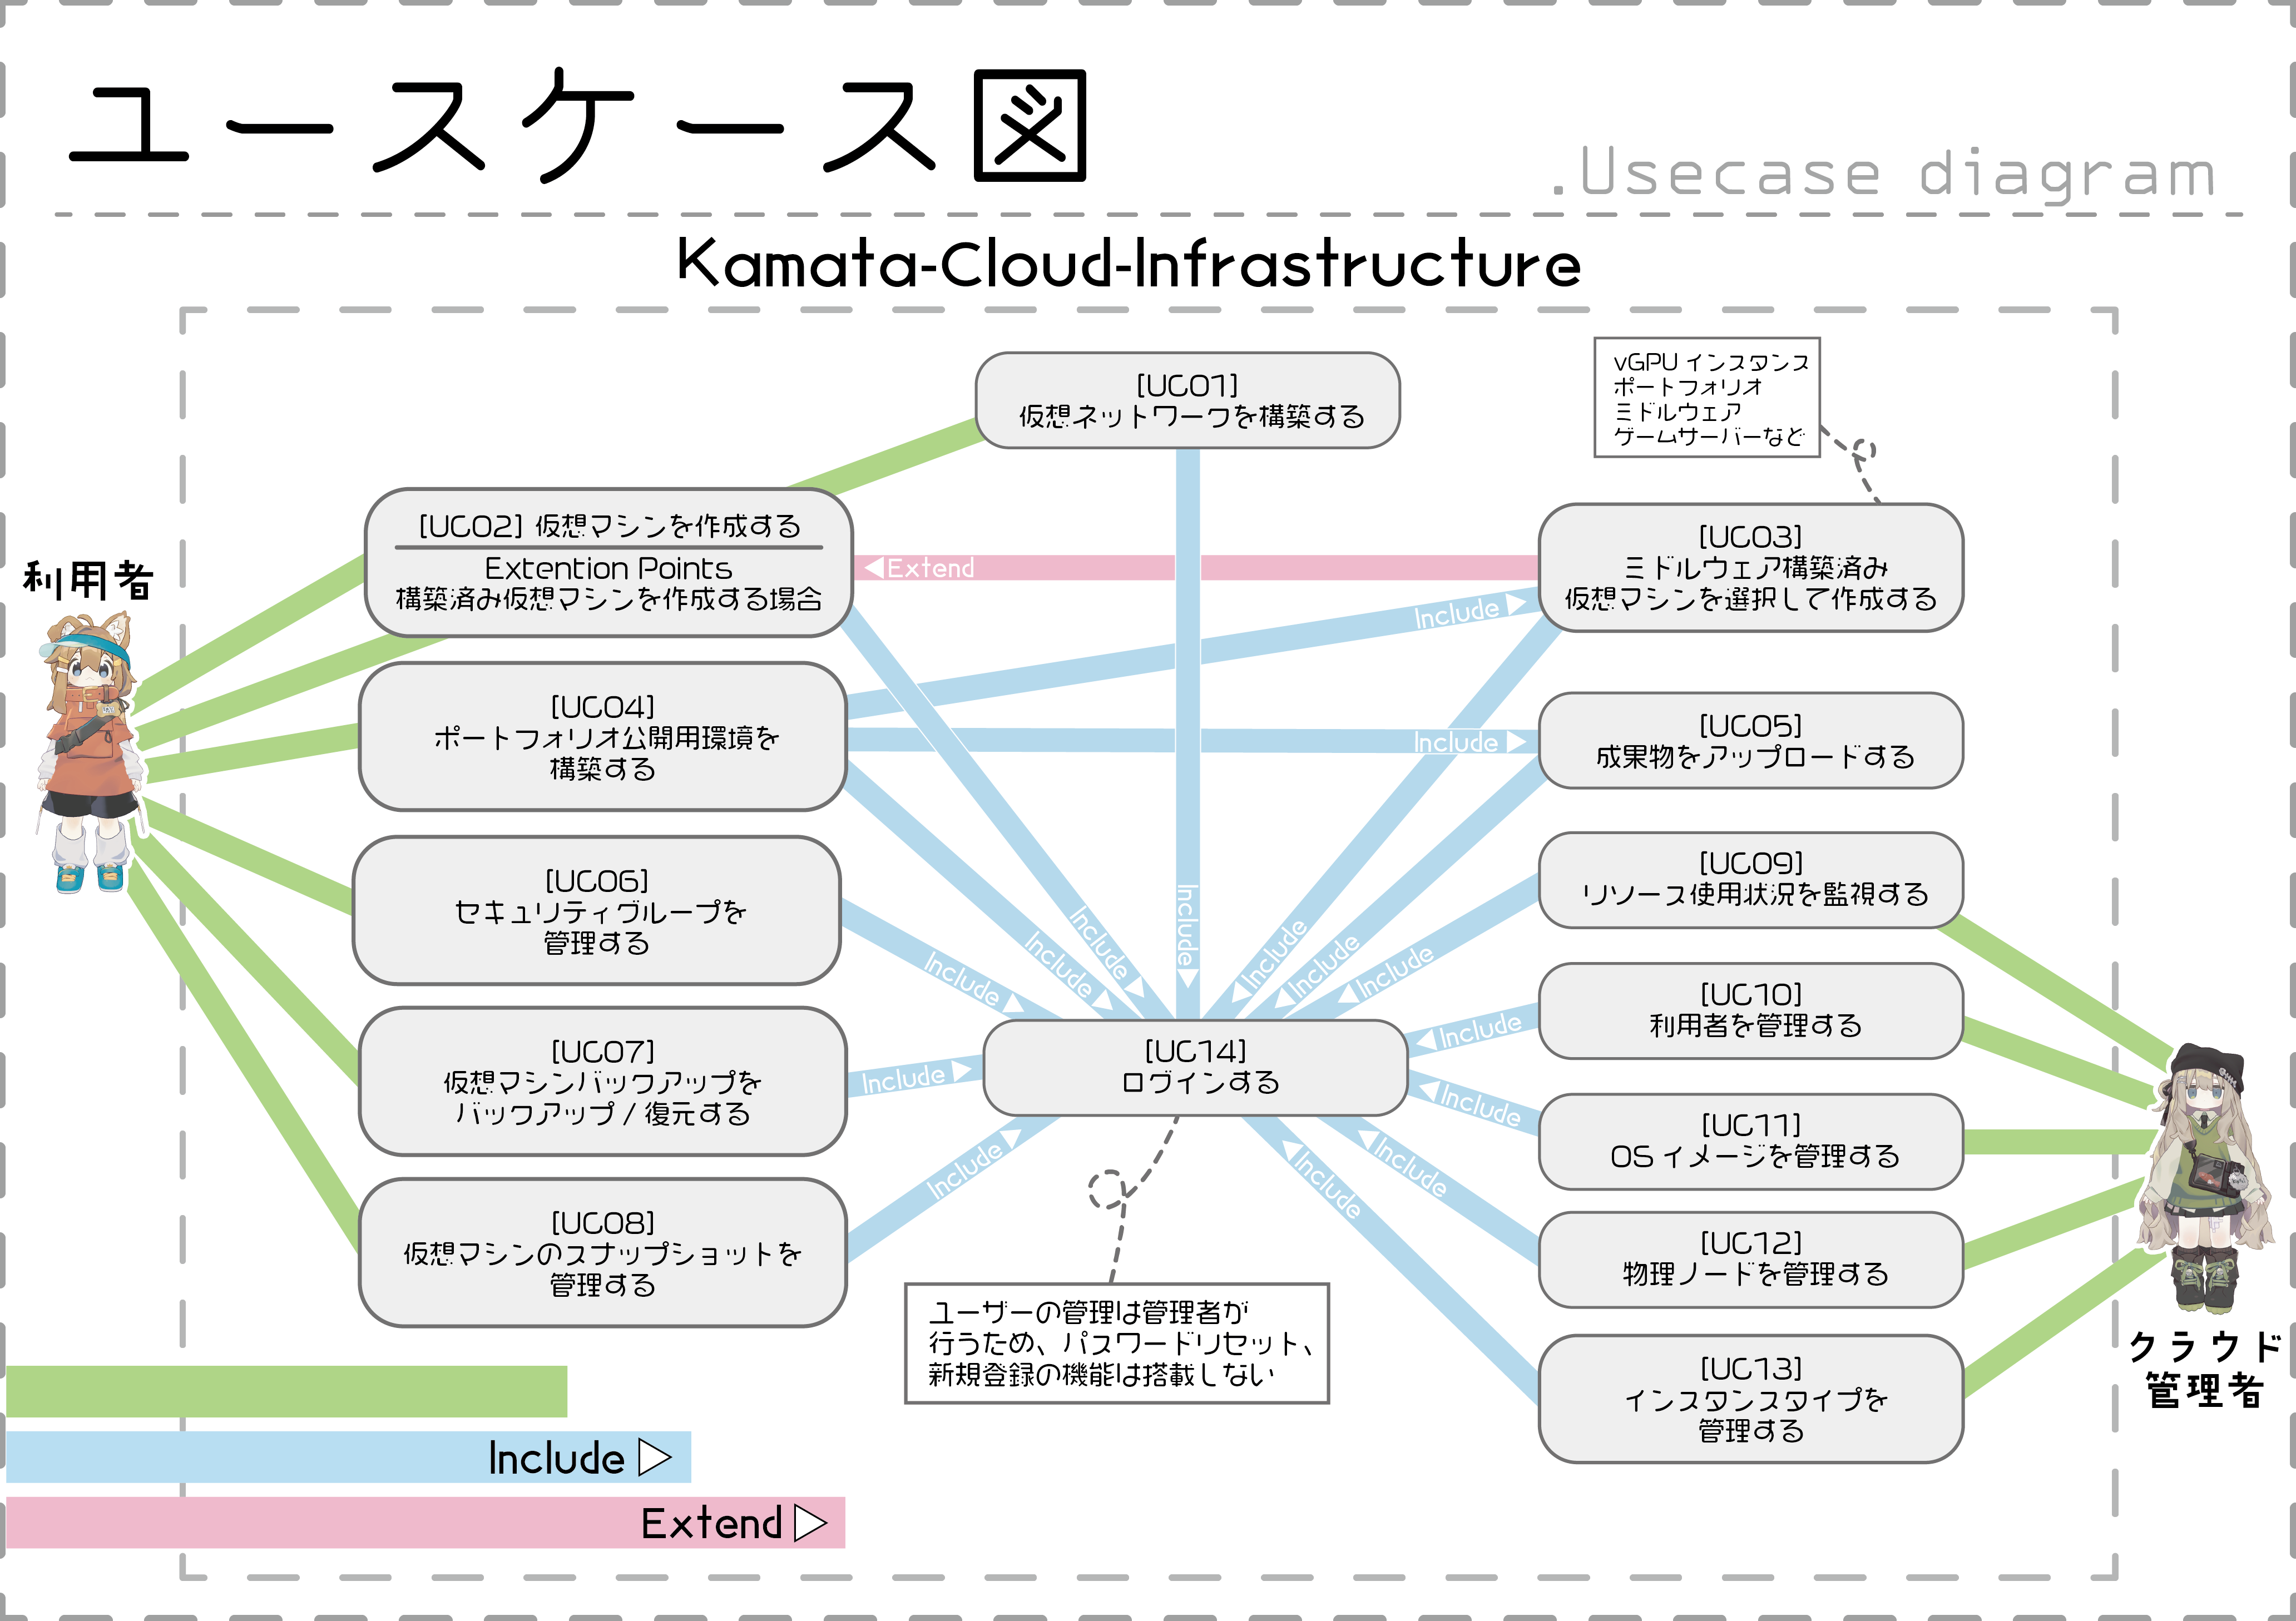 ユースケース図
.Usecase diagram
Kamata-Cloud-Infrastructure
[UC01]
仮想ネットワークを構築する
vGPU インスタンス
ポートフォリオ
ミドルウェア
ゲームサーバーなど
[UC02] 仮想マシンを作成する
Extention Points
構築済み仮想マシンを作成する場合
Extend
[UC03]
ミドルウェア構築済み
仮想マシンを選択して作成する
利用者
Include
[UC04]
ポートフォリオ公開用環境を
構築する
Include
[UC05]
成果物をアップロードする
[UC06]
セキュリティグループを
管理する
[UC09]
リソース使用状況を監視する
Include
Include
Include
Include
Include
Include
Include
[UC07]
仮想マシンバックアップを
バックアップ / 復元する
Include
[UC14]
ログインする
Include
[UC10]
利用者を管理する
Include
[UC11]
OS イメージを管理する
[UC08]
仮想マシンのスナップショットを
管理する
Include
Include
Include
[UC12]
物理ノードを管理する
ユーザーの管理は管理者が
行うため、パスワードリセット、
新規登録の機能は搭載しない
[UC13]
インスタンスタイプを
管理する
クラウド
管理者
Include
Extend